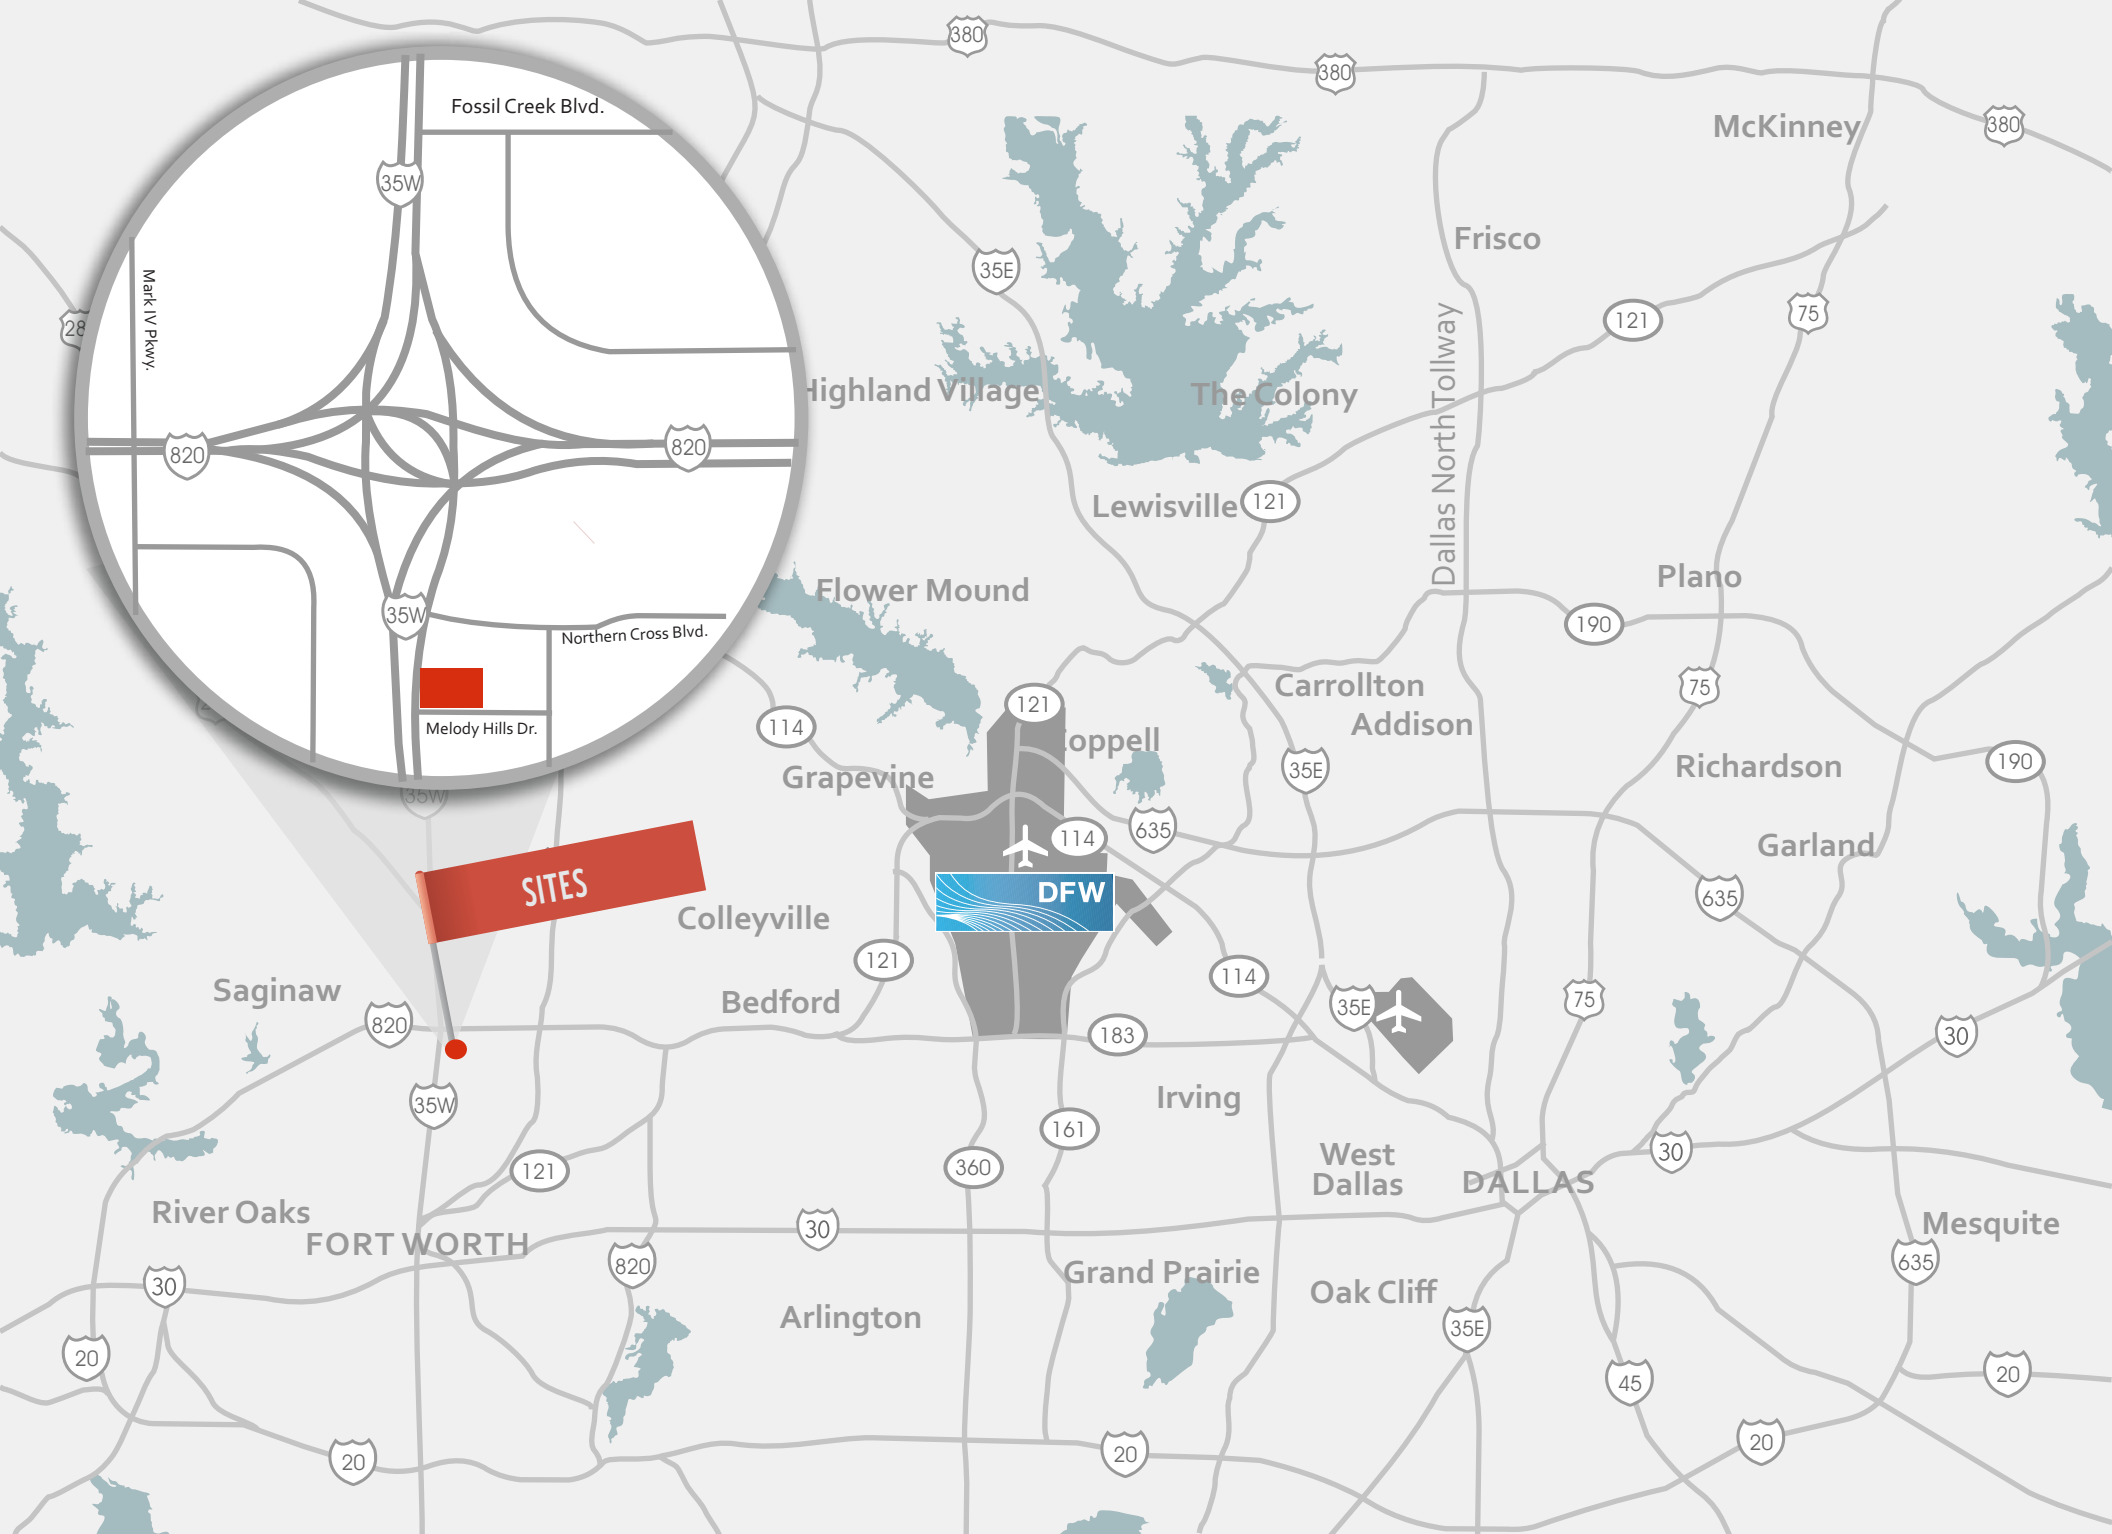 380
380
380
McKinney
Fossil Creek Blvd.
35W
Mark IV Pkwy.
820
820
35W
Northern Cross Blvd.
Melody Hills Dr.
Frisco
35E
121
75
Dallas North Tollway
Highland Village
The Colony
Lewisville
121
Flower Mound
Plano
190
75
Carrollton
Addison
121
114
Coppell
Grapevine
35E
Richardson
190
35W
635
114
Garland
SITES
DFW
635
Colleyville
121
114
Saginaw
Bedford
820
35E
75
183
30
35W
Irving
161
121
360
West
Dallas
DALLAS
30
River Oaks
FORT WORTH
30
Mesquite
820
635
30
Grand Prairie
Oak Cliff
Arlington
35E
20
45
20
20
20
20